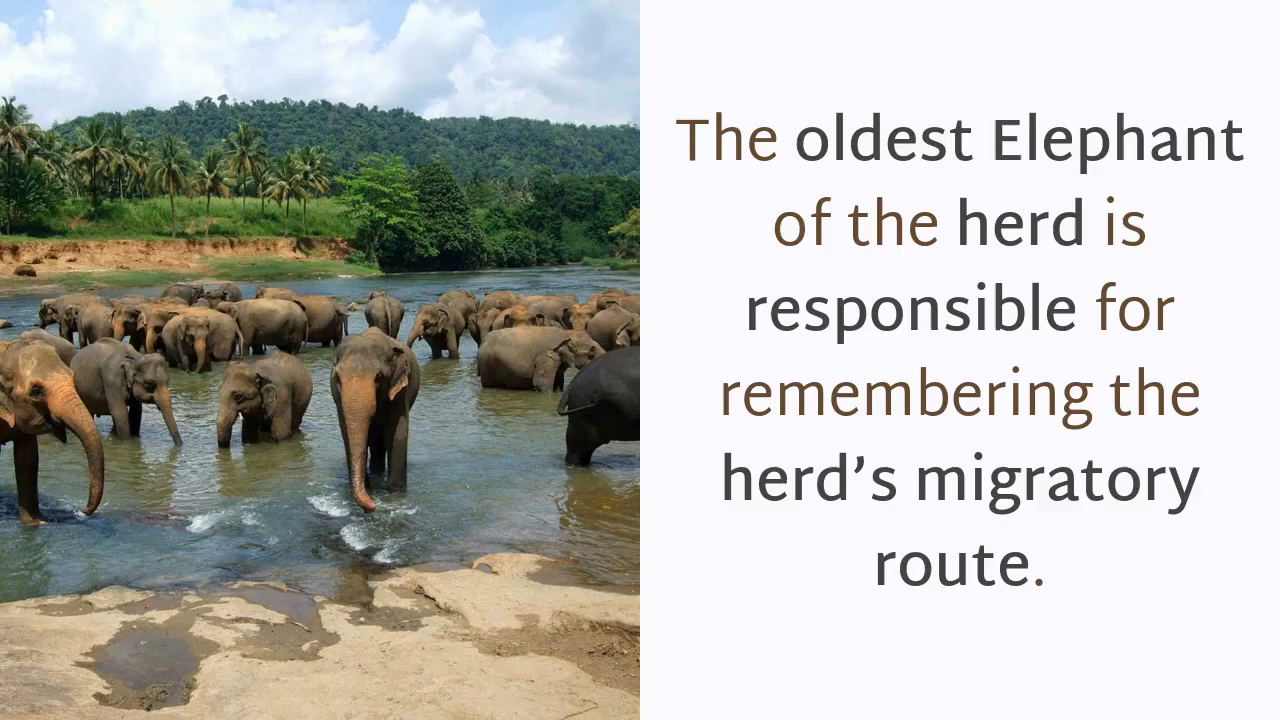 The oldest Elephant
of the herd is
responsible for
remembering the
herd’s migratory
route.